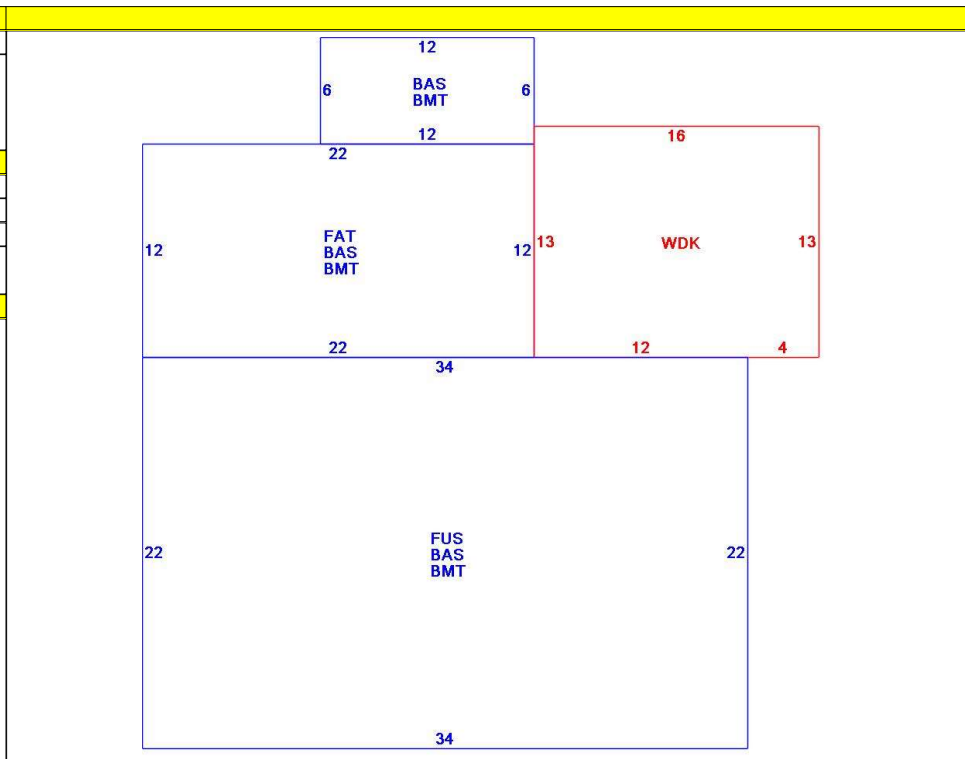 12
6 BAS 6
BMT
12
22
16
12 FAT 12
BAS
BMT
13 WDK 13
22
12 4
34
22 FUS 22
BAS
BMT
34